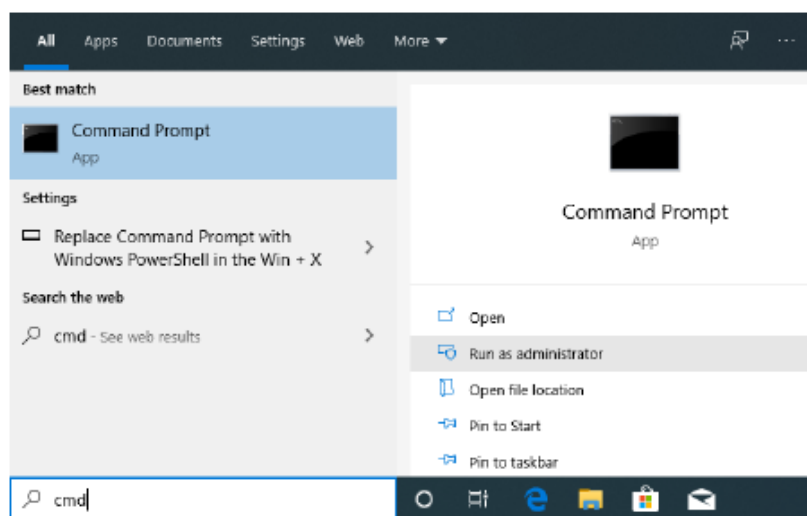 All Apps Documents Settings Web More
Best match
Command Prompt
App
Settings
Replace Command Prompt with
Windows PowerShell in the Win + X
Search the web
cmd - See web results
Command Prompt
App
Open
Run as administrator
Open file location
Pin to Start
Pin to taskbar
cmd